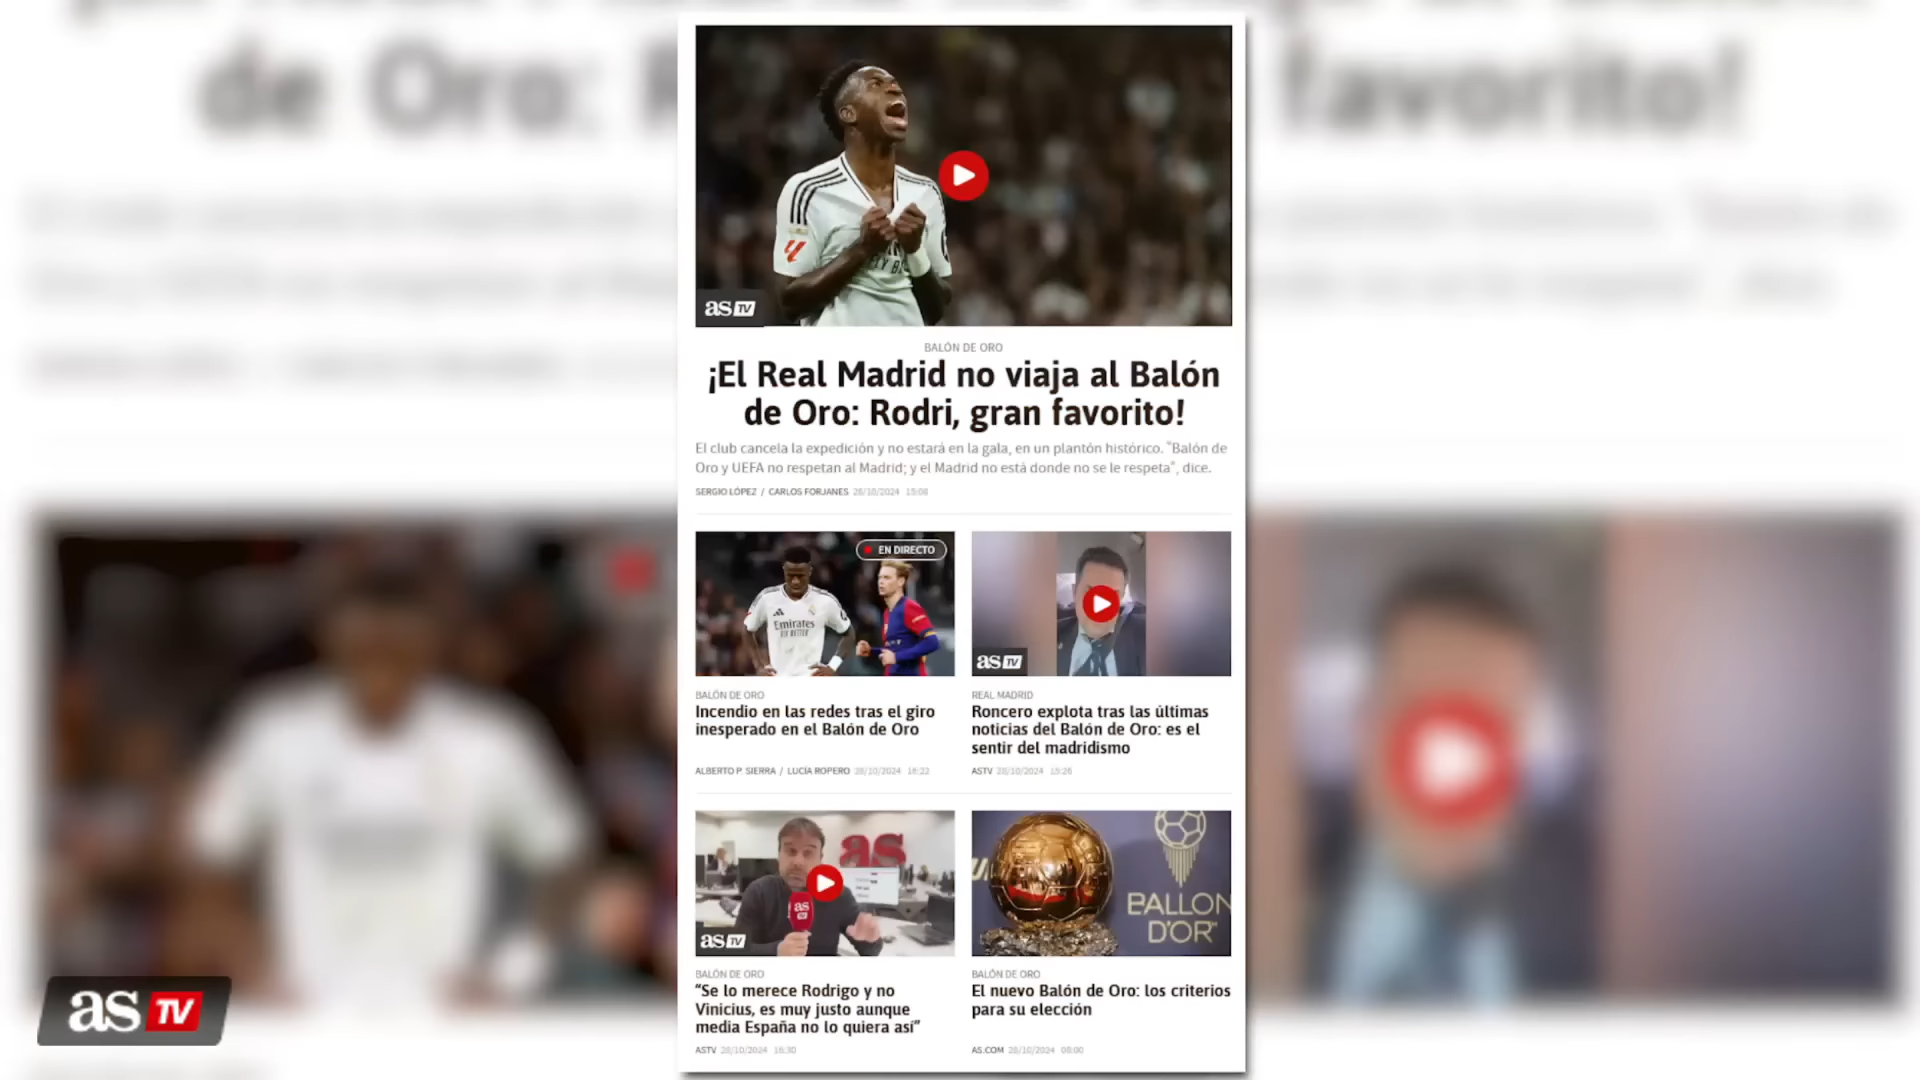 de Oro: R
favorito!
as TV
BALÓN DE ORO
¡El Real Madrid no viaja al Balón
de Oro: Rodri, gran favorito!
El club cancela la expedición y no estará en la gala, en un plantón histórico. “Balón de
Oro y UEFA no respetan al Madrid; y el Madrid no está donde no se le respeta”, dice.
SERGIO LÓPEZ / CARLOS FORJANES 28/10/2024 15:08
EN DIRECTO
Emirates
FLY BETTER
as TV
BALÓN DE ORO
Incendio en las redes tras el giro
inesperado en el Balón de Oro
ALBERTO P. SIERRA / LUCÍA ROPERO 28/10/2024 16:22
REAL MADRID
Roncero explota tras las últimas
noticias del Balón de Oro: es el
sentir del madridismo
ASTV 28/10/2024 15:26
as
as
TV
as TV
BALLON
D'OR
BALÓN DE ORO
“Se lo merece Rodrigo y no
Vinicius, es muy justo aunque
media España no lo quiera así”
ASTV 28/10/2024 16:30
BALÓN DE ORO
El nuevo Balón de Oro: los criterios
para su elección
AS.COM 28/10/2024 08:00
as TV